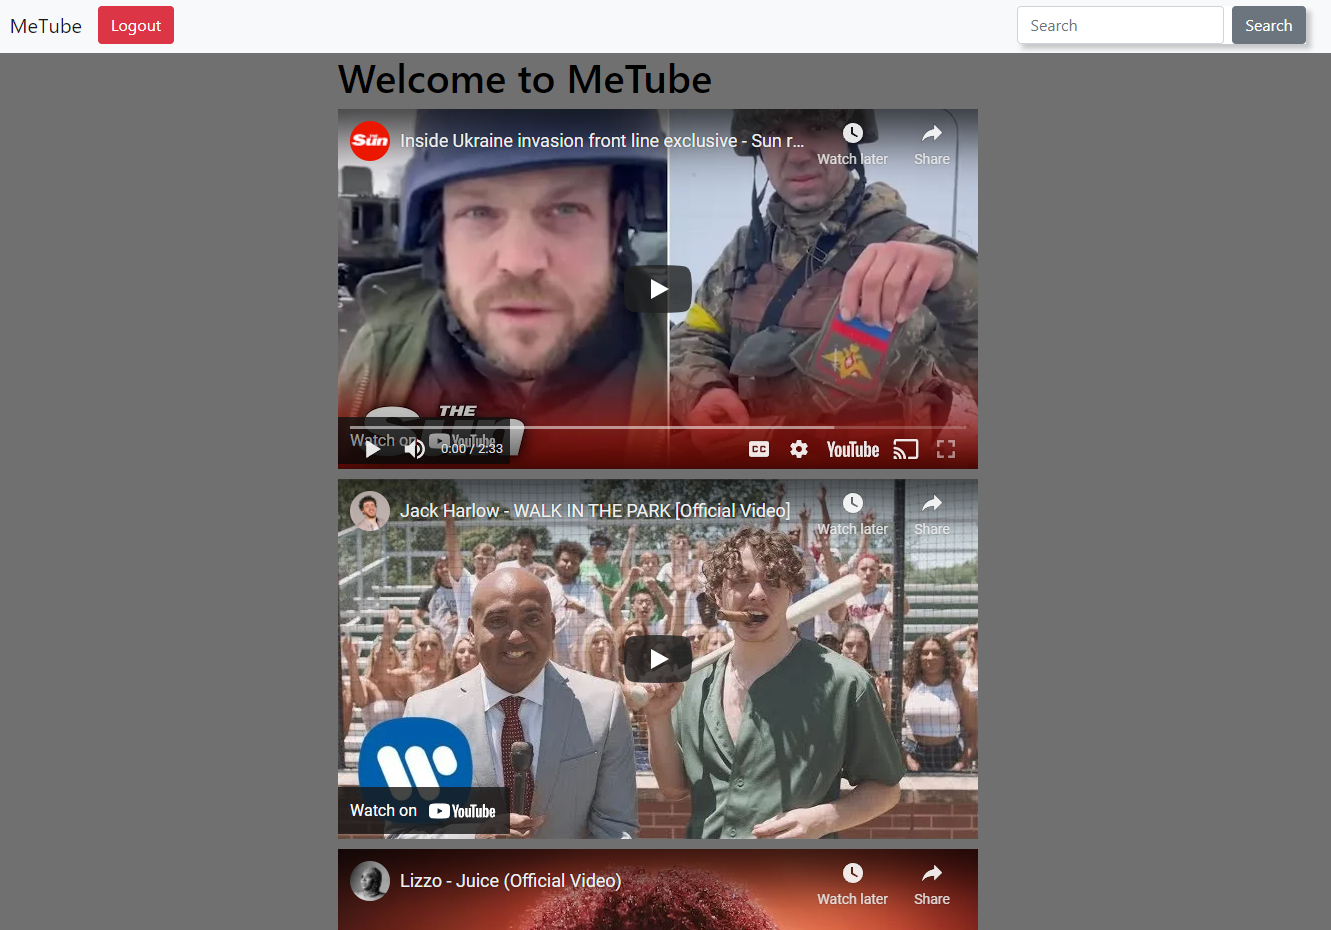 MeTube
Logout
Search
Search
Welcome to MeTube
THE Sun
Inside Ukraine invasion front line exclusive - Sun r...
Watch later
Share
THE
Sun
Watch on YouTube
0:00 / 2:33
CC
YouTube
Jack Harlow - WALK IN THE PARK [Official Video]
Watch later
Share
Watch on YouTube
Lizzo - Juice (Official Video)
Watch later
Share